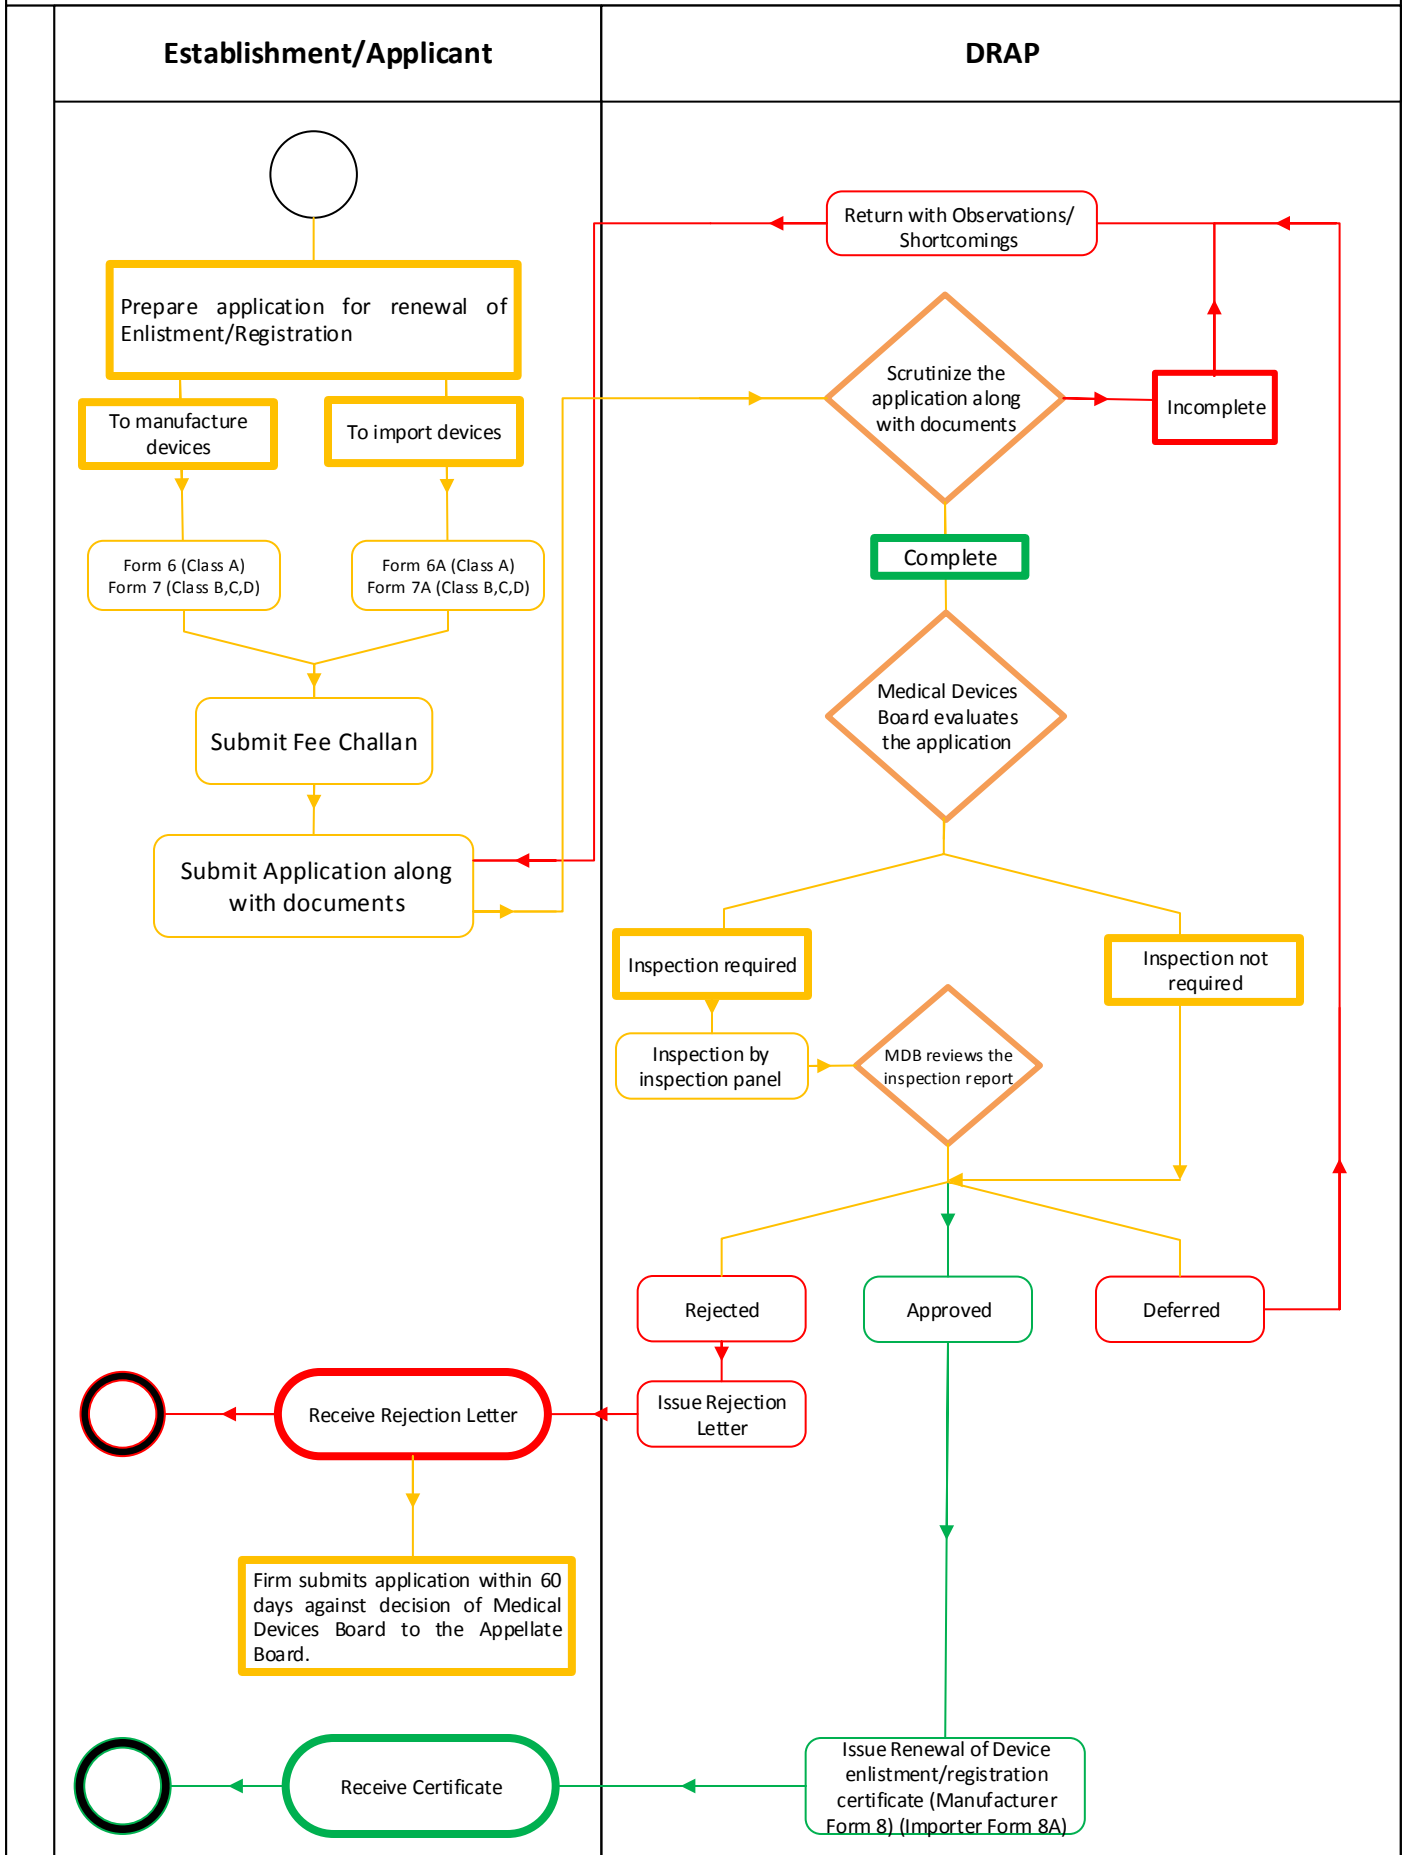 Establishment/Applicant
DRAP
Return with Observations/
Shortcomings
Prepare application for renewal of
Enlistment/Registration
To manufacture
devices
To import devices
Scrutinize the
application along
with documents
Incomplete
Form 6 (Class A)
Form 7 (Class B,C,D)
Form 6A (Class A)
Form 7A (Class B,C,D)
Complete
Submit Fee Challan
Medical Devices
Board evaluates
the application
Submit Application along
with documents
Inspection required
Inspection not
required
Inspection by
inspection panel
MDB reviews the
inspection report
Rejected
Approved
Deferred
Receive Rejection Letter
Issue Rejection
Letter
Firm submits application within 60
days against decision of Medical
Devices Board to the Appellate
Board.
Receive Certificate
Issue Renewal of Device
enlistment/registration
certificate (Manufacturer
Form 8) (Importer Form 8A)